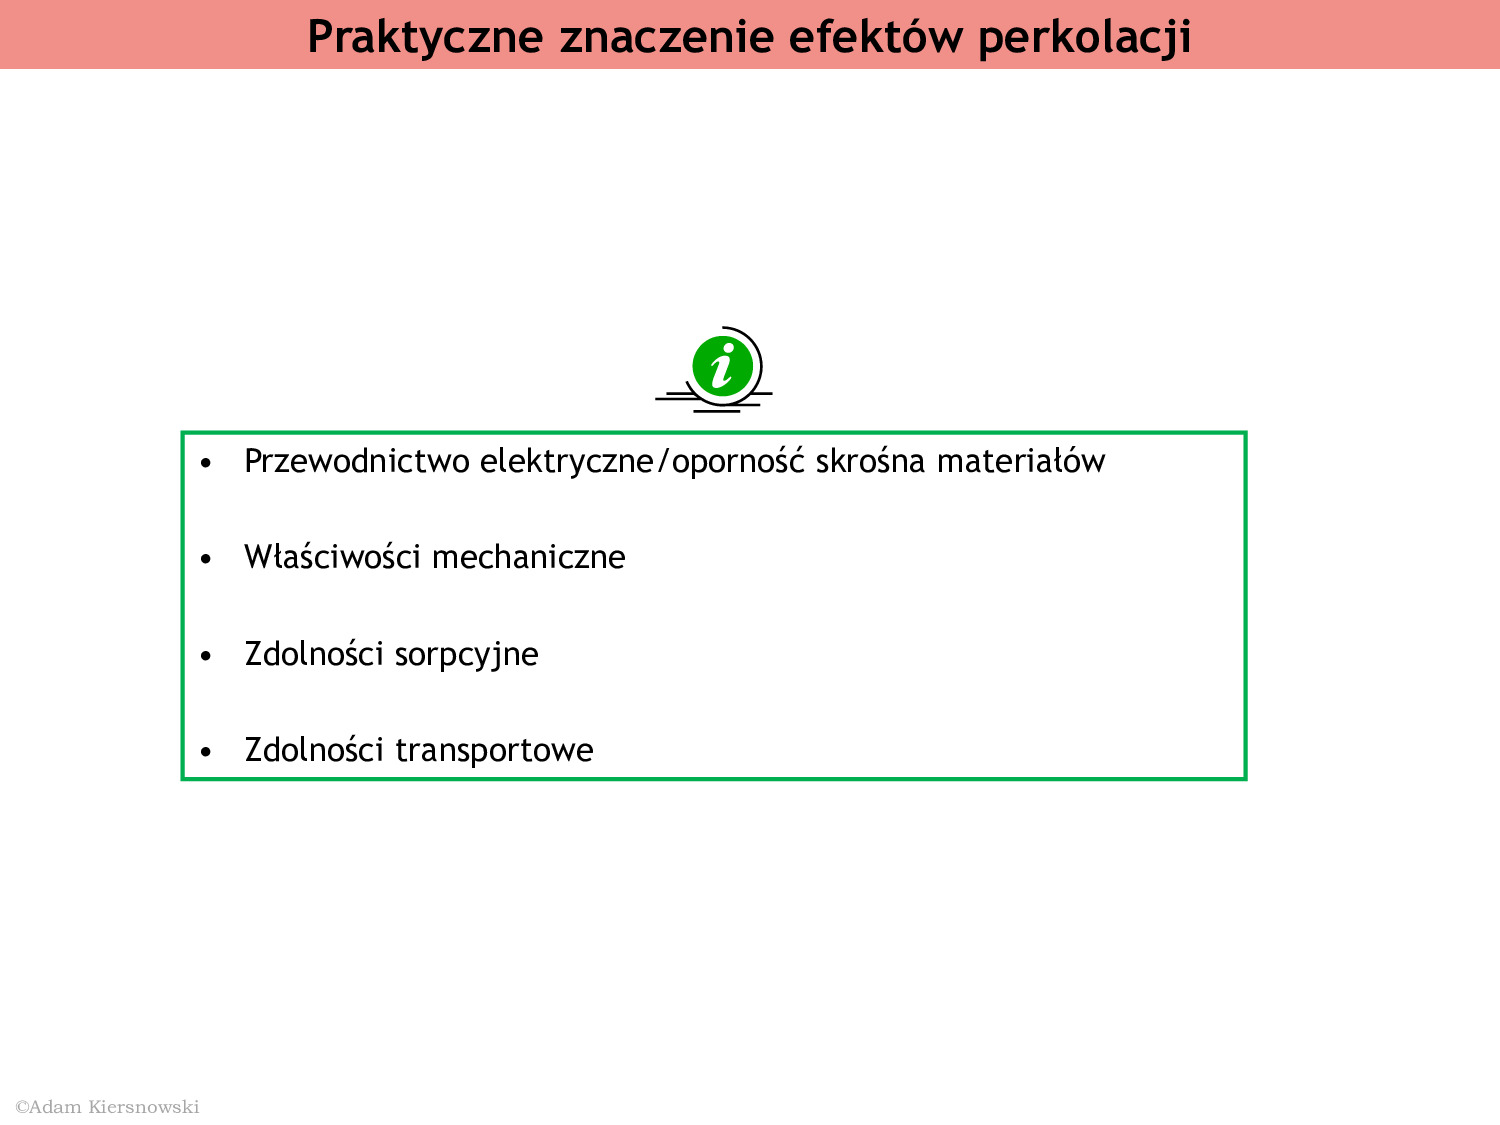 Praktyczne znaczenie efektów perkolacji
i
• Przewodnictwo elektryczne/oporność skrośna materiałów
• Właściwości mechaniczne
• Zdolności sorpcyjne
• Zdolności transportowe
©Adam Kiersnowski